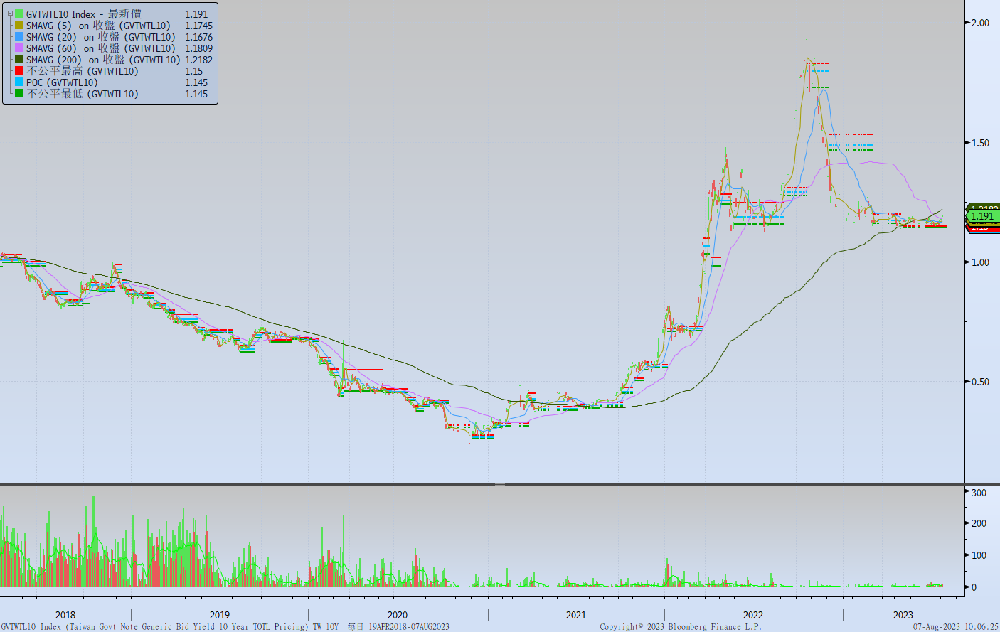 GVTWTL10 Index - 最新價 1.191
SMAVG (5) on 收盤 (GVTWTL10) 1.1745
SMAVG (20) on 收盤 (GVTWTL10) 1.1676
SMAVG (60) on 收盤 (GVTWTL10) 1.1809
SMAVG (200) on 收盤 (GVTWTL10) 1.2182
不公平最高 (GVTWTL10) 1.15
POC (GVTWTL10) 1.145
不公平最低 (GVTWTL10) 1.145
2.00
1.50
1.191
1.00
0.50
300
200
100
0
2018 2019 2020 2021 2022 2023
GVTWTL10 Index (Taiwan Govt Note Generic Bid Yield 10 Year TOTL Pricing) TW 10Y 每日 19APR2018-07AUG2023 Copyright© 2023 Bloomberg Finance L.P. 07-Aug-2023 10:06:25